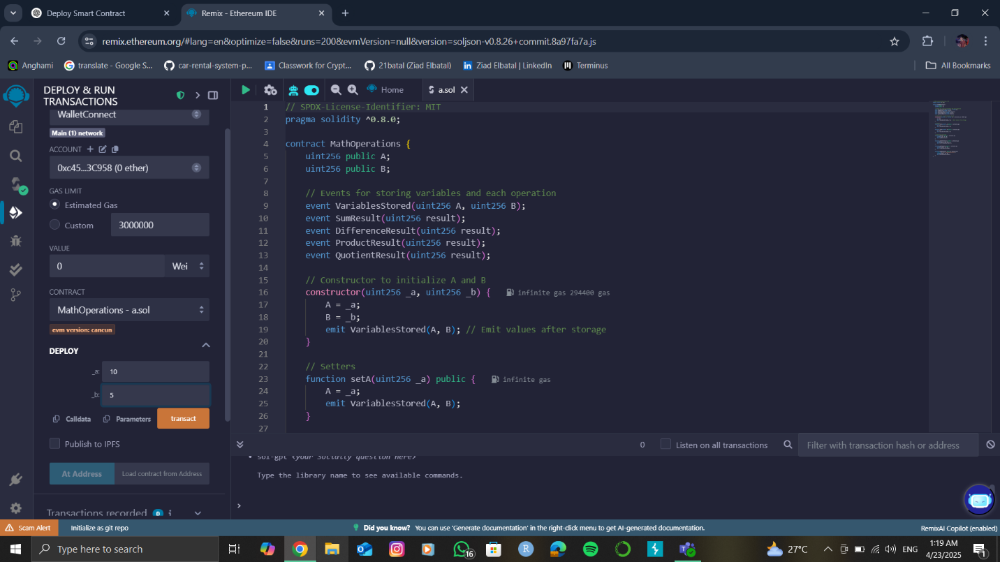 Deploy Smart Contract
Remix - Ethereum IDE
remix.ethereum.org/#lang=en&optimize=false&runs=200&evmVersion=null&version=soljson-v0.8.26+commit.8a97fa7a.js
Anghami
translate - Google S...
car-rental-system-p...
Classwork for Crypt...
21batal (Ziad Elbatal)
Ziad Elbatal | LinkedIn
Terminus
All Bookmarks
DEPLOY & RUN
TRANSACTIONS
WalletConnect
Main (1) network
ACCOUNT
0xc45...3C958 (0 ether)
GAS LIMIT
Estimated Gas
Custom
3000000
VALUE
0
Wei
CONTRACT
MathOperations - a.sol
evm version: cancun
DEPLOY
_a:
10
_b:
5
Calldata
Parameters
transact
Publish to IPFS
At Address
Load contract from Address
Transactions recorded 0 i
Home
a.sol
1 // SPDX-License-Identifier: MIT
2 pragma solidity ^0.8.0;
3
4 contract MathOperations {
5 uint256 public A;
6 uint256 public B;
7
8 // Events for storing variables and each operation
9 event VariablesStored(uint256 A, uint256 B);
10 event SumResult(uint256 result);
11 event DifferenceResult(uint256 result);
12 event ProductResult(uint256 result);
13 event QuotientResult(uint256 result);
14
15 // Constructor to initialize A and B
16 constructor(uint256 _a, uint256 _b) { infinite gas 294400 gas
17 A = _a;
18 B = _b;
19 emit VariablesStored(A, B); // Emit values after storage
20 }
21
22 // Setters
23 function setA(uint256 _a) public { infinite gas
24 A = _a;
25 emit VariablesStored(A, B);
26 }
27
0
Listen on all transactions
Filter with transaction hash or address
• sol-gpt <your Solidity question here>
Type the library name to see available commands.
>
Scam Alert
Initialize as git repo
Did you know? You can use 'Generate documentation' in the right-click menu to get AI-generated documentation.
RemixAI Copilot (enabled)
Type here to search
16
27°C
ENG
1:19 AM
4/23/2025
1